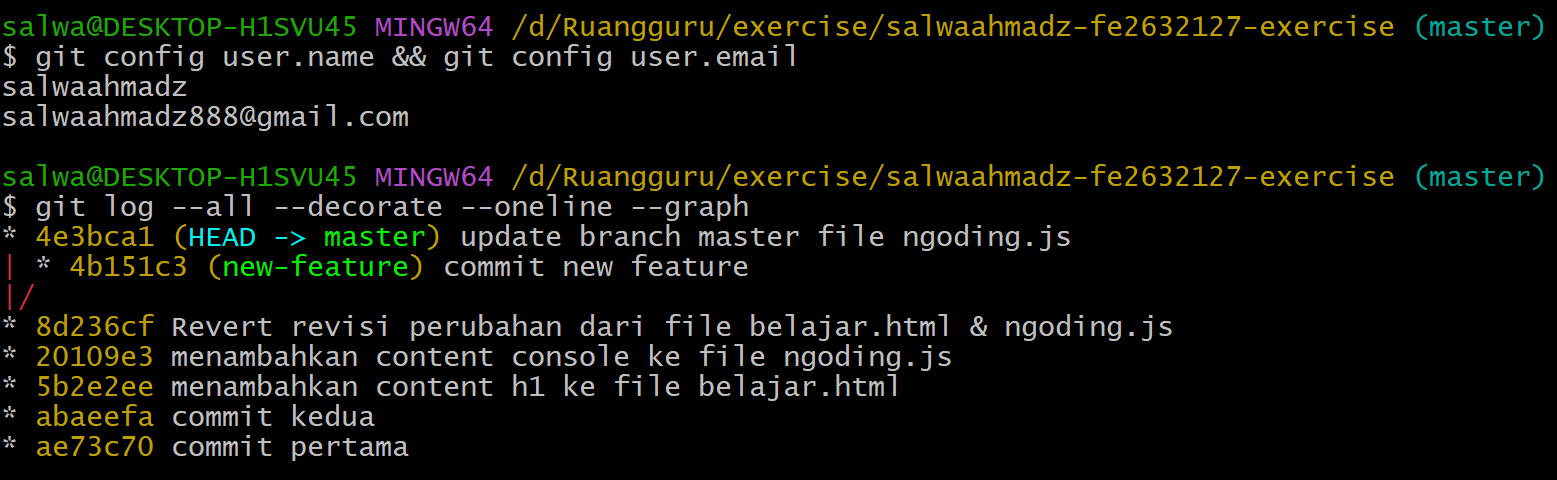 salwa@DESKTOP-H1SVU45 MINGW64 /d/Ruangguru/exercise/salwaahmadz-fe2632127-exercise (master)
$ git config user.name && git config user.email
salwaahmadz
salwaahmadz888@gmail.com
salwa@DESKTOP-H1SVU45 MINGW64 /d/Ruangguru/exercise/salwaahmadz-fe2632127-exercise (master)
$ git log --all --decorate --oneline --graph
* 4e3bca1 (HEAD -> master) update branch master file ngoding.js
| * 4b151c3 (new-feature) commit new feature
|/
* 8d236cf Revert revisi perubahan dari file belajar.html & ngoding.js
* 20109e3 menambahkan content console ke file ngoding.js
* 5b2e2ee menambahkan content h1 ke file belajar.html
* abaeefa commit kedua
* ae73c70 commit pertama